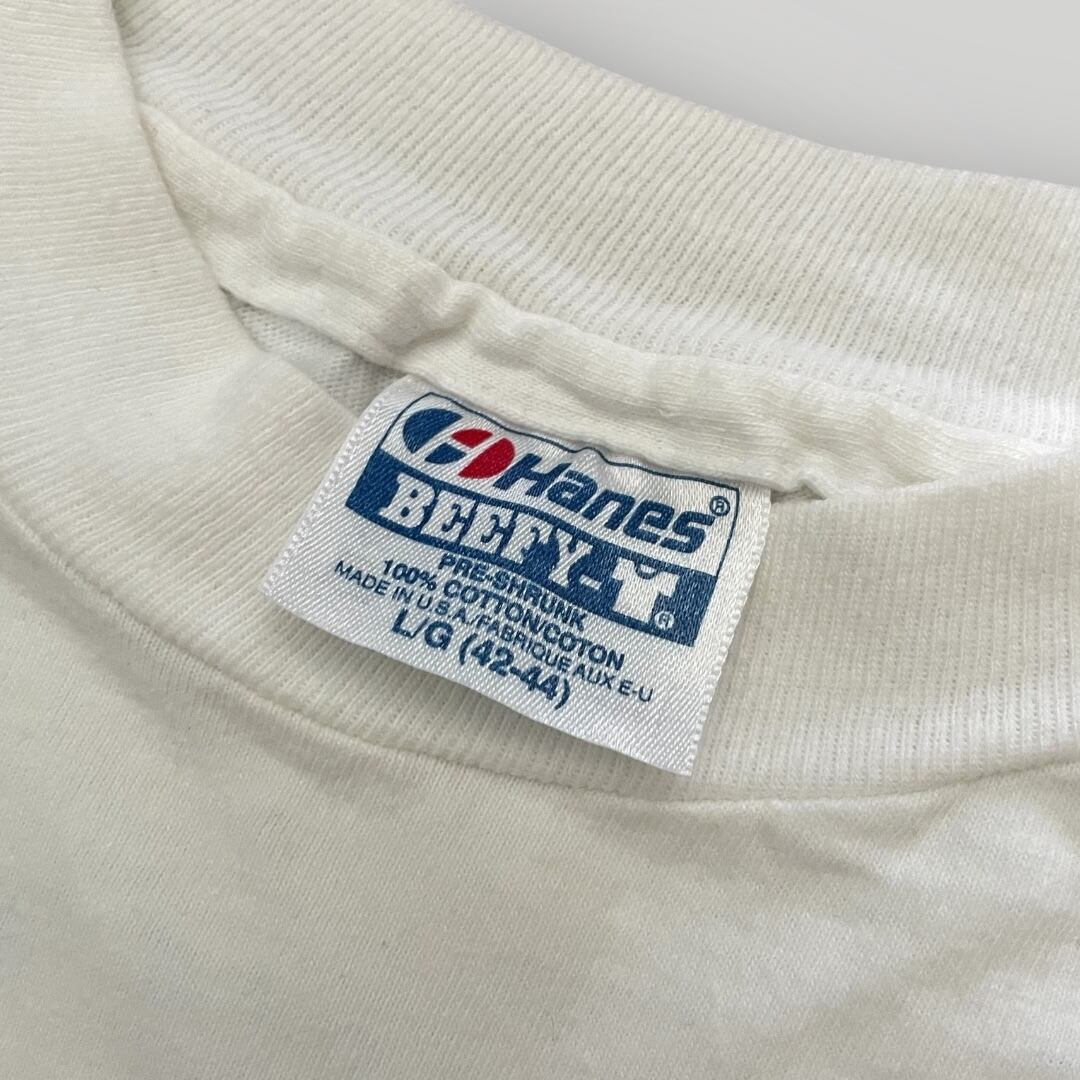 Hanes®
BEEFY-T®
PRE-SHRUNK
100% COTTON/COTON
MADE IN U.S.A./FABRIQUE AUX E-U
L/G (42-44)